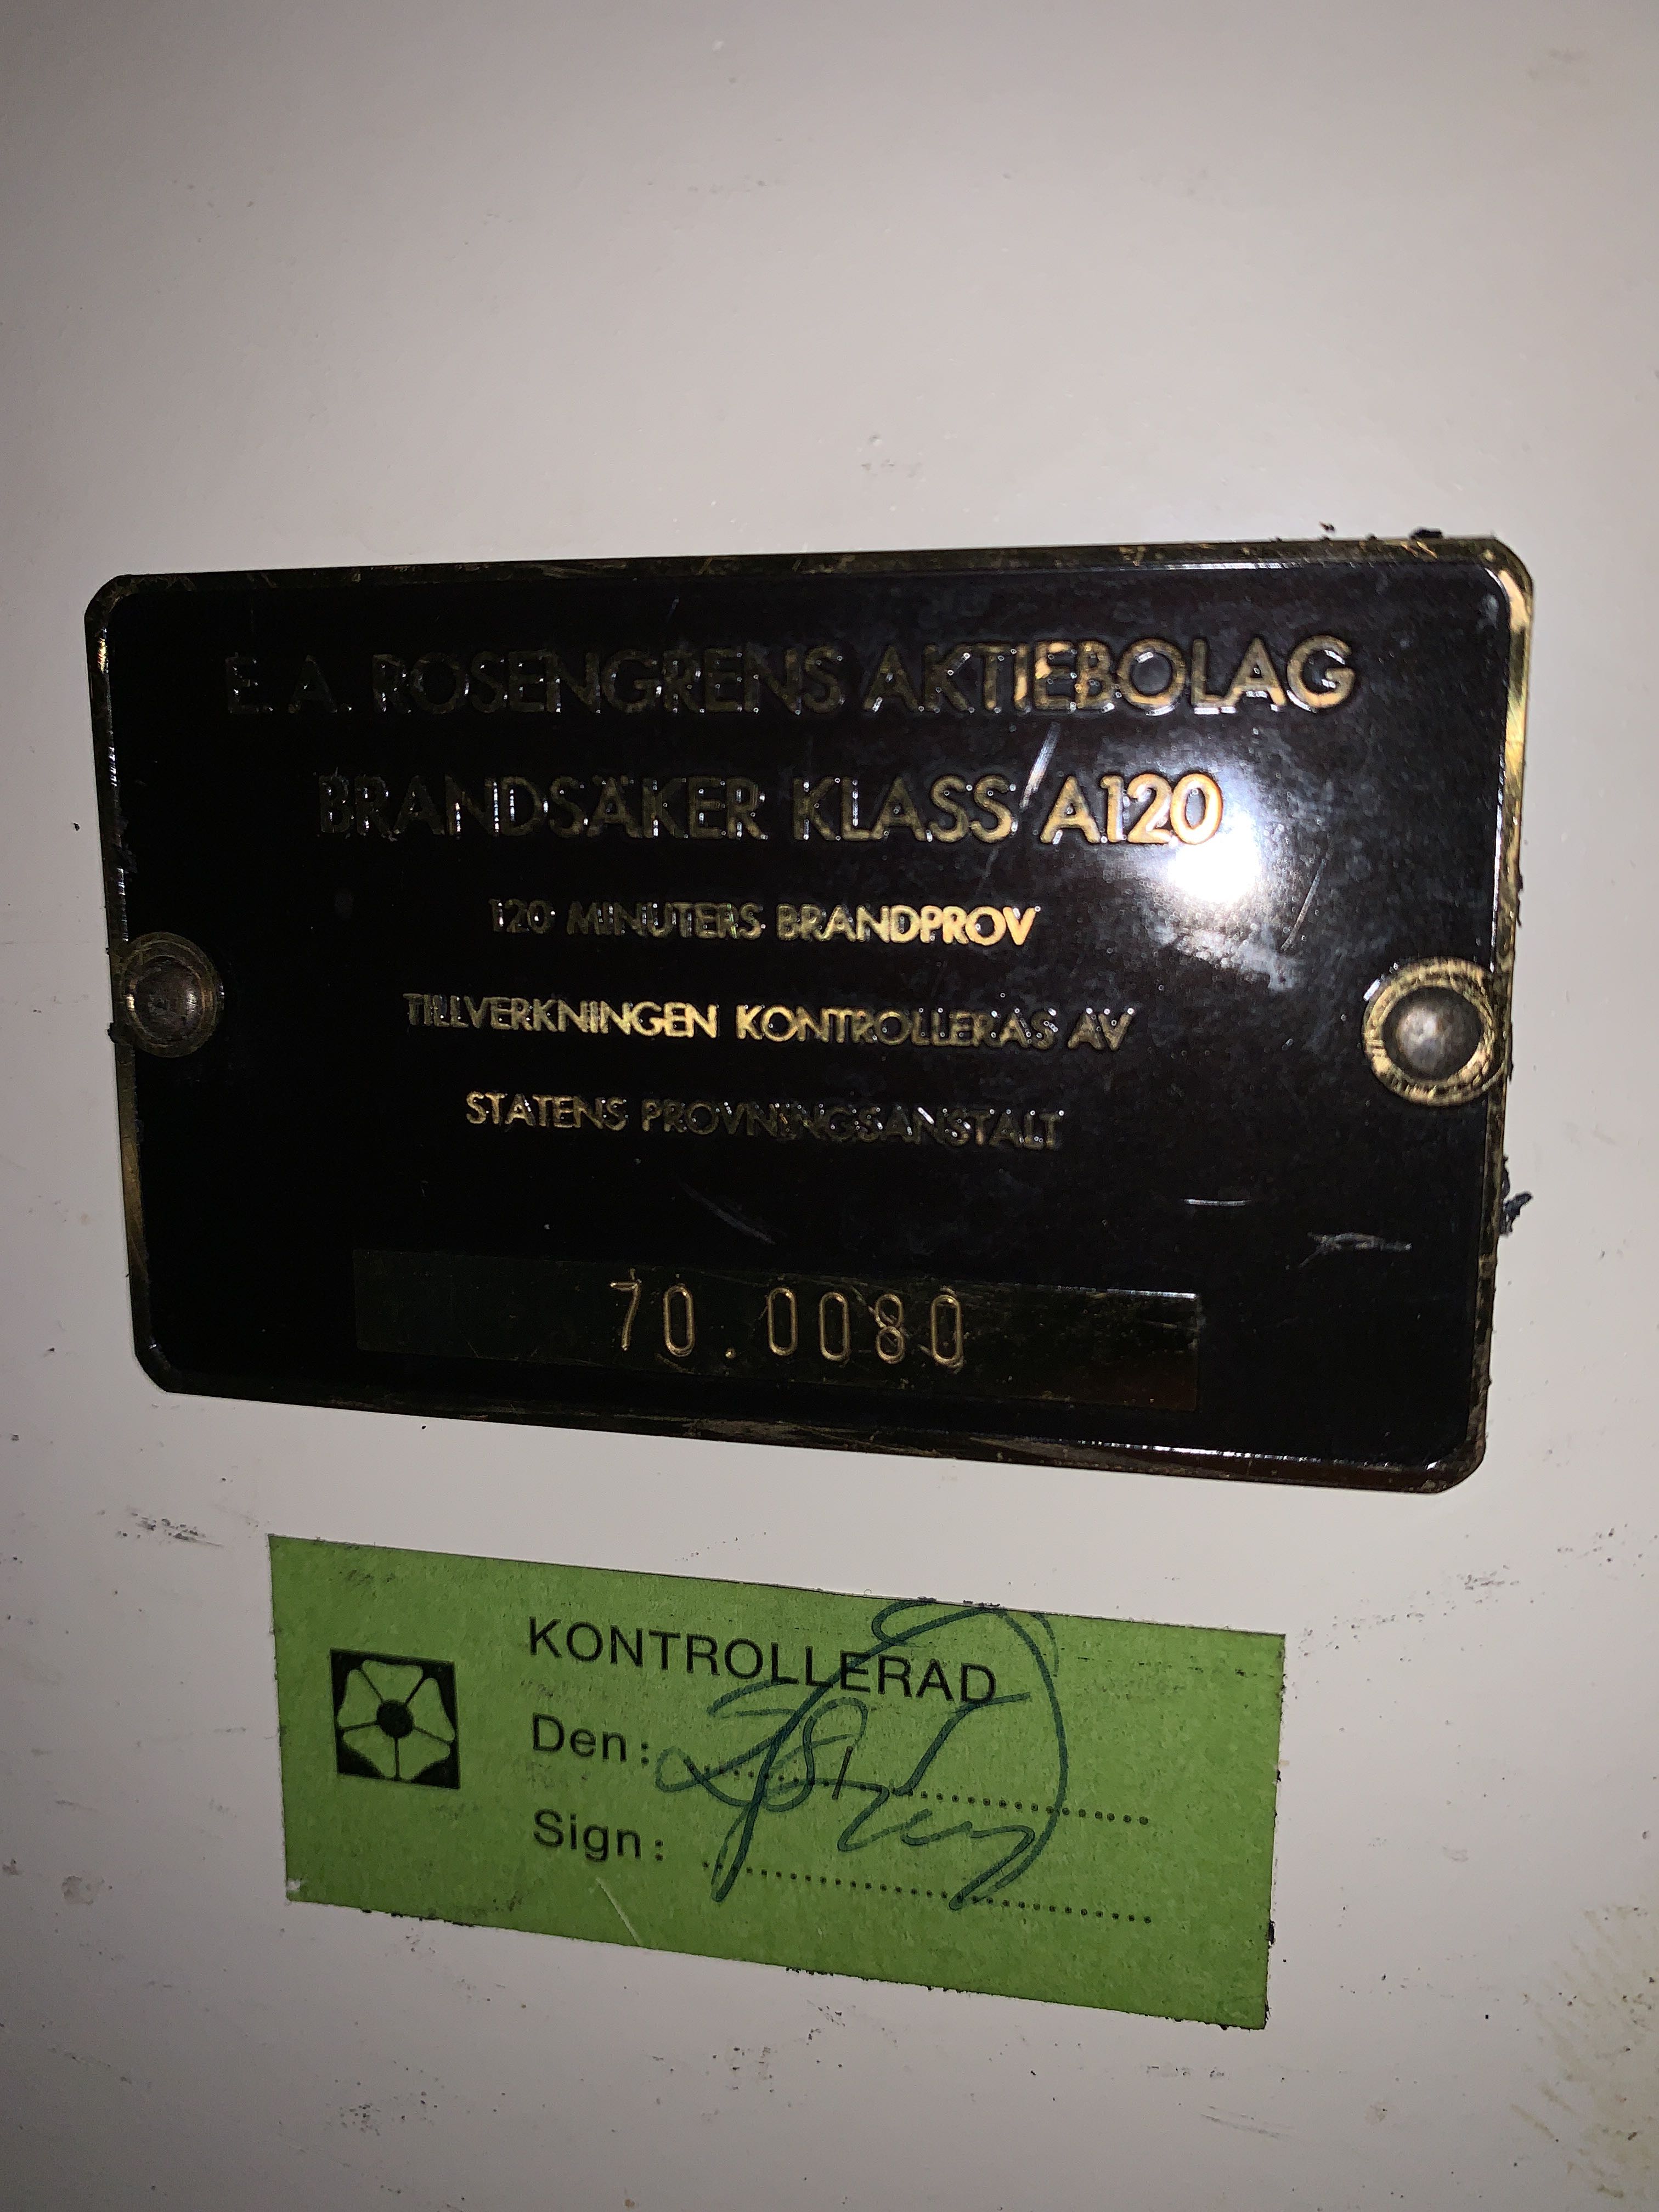 E. A. ROSENGRENS AKTIEBOLAG
BRANDSÄKER KLASS A120
120 MINUTERS BRANDPROV
TILLVERKNINGEN KONTROLLERAS AV
STATENS PROVNINGSANSTALT
70.0080
KONTROLLERAD
Den:
Sign: